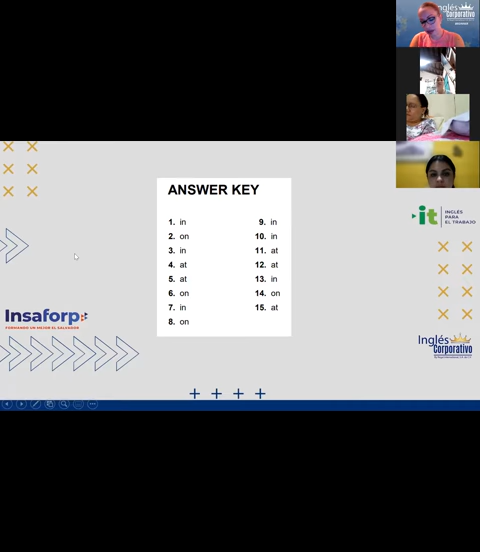 Inglés
Corporativo
ANSWER KEY
1. in
2. on
3. in
4. at
5. at
6. on
7. in
8. on
9. in
10. in
11. at
12. at
13. in
14. on
15. at
it
INGLÉS
PARA
EL TRABAJO
Insaforp
FORMANDO UN MEJOR EL SALVADOR
Inglés
Corporativo